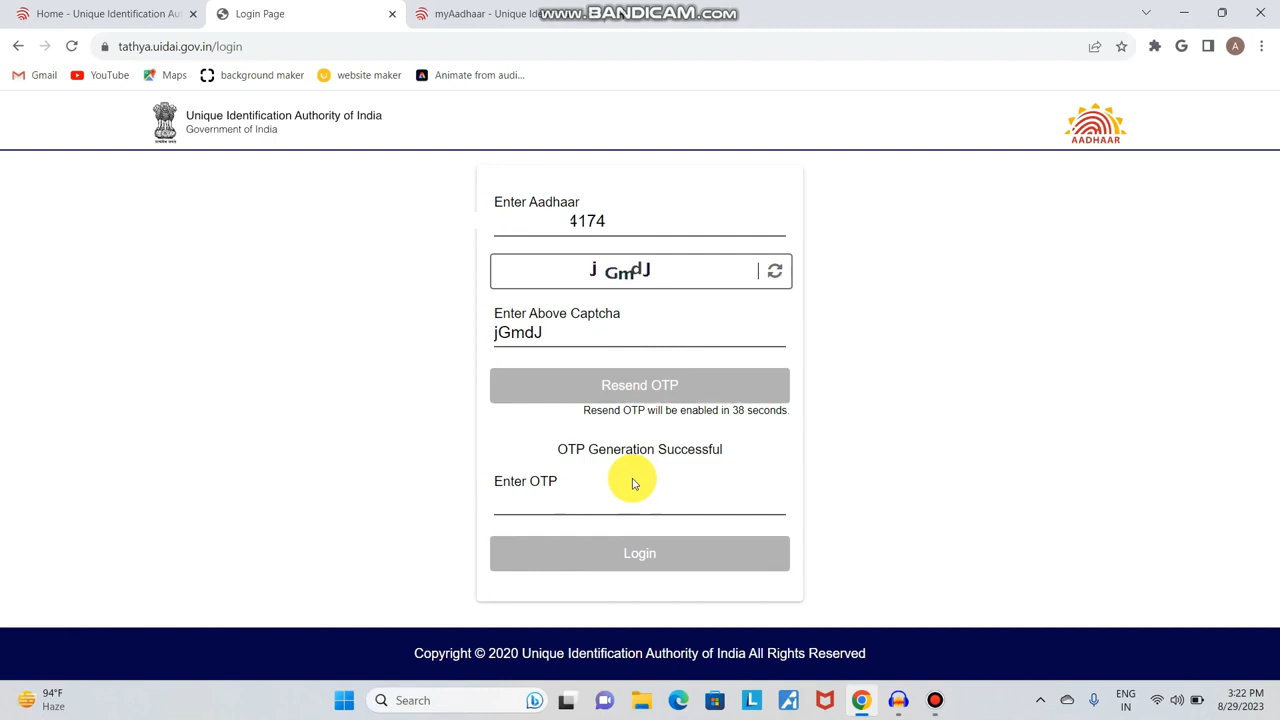 Home - Unique Identification Aut
Login Page
myAadhaar - Unique Id
www.BANDICAM.com
tathya.uidai.gov.in/login
G
A
Gmail
YouTube
Maps
background maker
website maker
Animate from audi...
Unique Identification Authority of India
Government of India
AADHAAR
Enter Aadhaar
4174
jGmdJ
Enter Above Captcha
jGmdJ
Resend OTP
Resend OTP will be enabled in 38 seconds.
OTP Generation Successful
Enter OTP
Login
Copyright © 2020 Unique Identification Authority of India All Rights Reserved
94°F
Haze
Search
ENG
IN
3:22 PM
8/29/2023